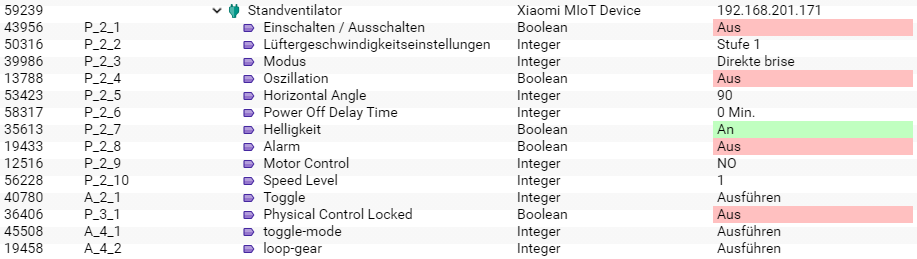 59239 Standventilator Xiaomi MIoT Device 192.168.201.171
43956 P_2_1 Einschalten / Ausschalten Boolean Aus
50316 P_2_2 Lüftergeschwindigkeitseinstellungen Integer Stufe 1
39986 P_2_3 Modus Integer Direkte brise
13788 P_2_4 Oszillation Boolean Aus
53423 P_2_5 Horizontal Angle Integer 90
58317 P_2_6 Power Off Delay Time Integer 0 Min.
35613 P_2_7 Helligkeit Boolean An
19433 P_2_8 Alarm Boolean Aus
12516 P_2_9 Motor Control Integer NO
56228 P_2_10 Speed Level Integer 1
40780 A_2_1 Toggle Integer Ausführen
36406 P_3_1 Physical Control Locked Boolean Aus
45508 A_4_1 toggle-mode Integer Ausführen
19458 A_4_2 loop-gear Integer Ausführen